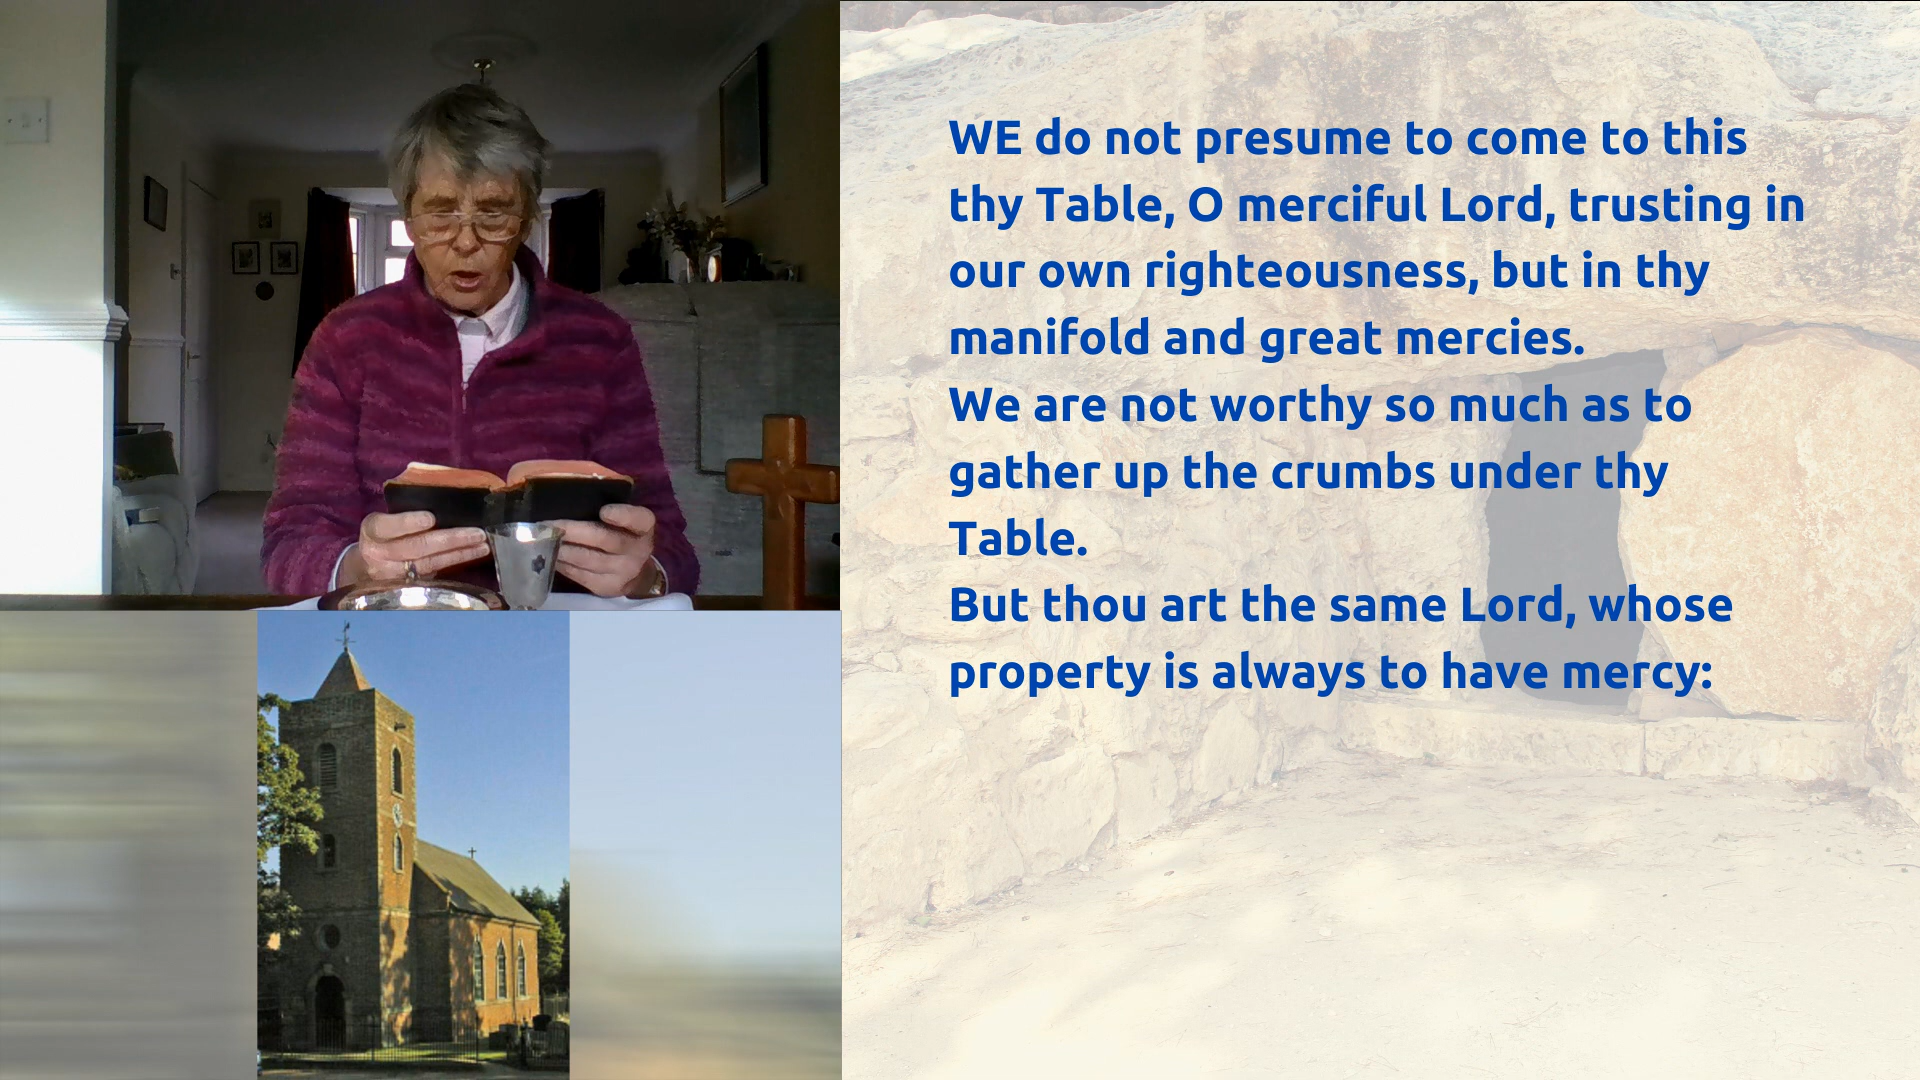 WE do not presume to come to this
thy Table, O merciful Lord, trusting in
our own righteousness, but in thy
manifold and great mercies.
We are not worthy so much as to
gather up the crumbs under thy
Table.
But thou art the same Lord, whose
property is always to have mercy: